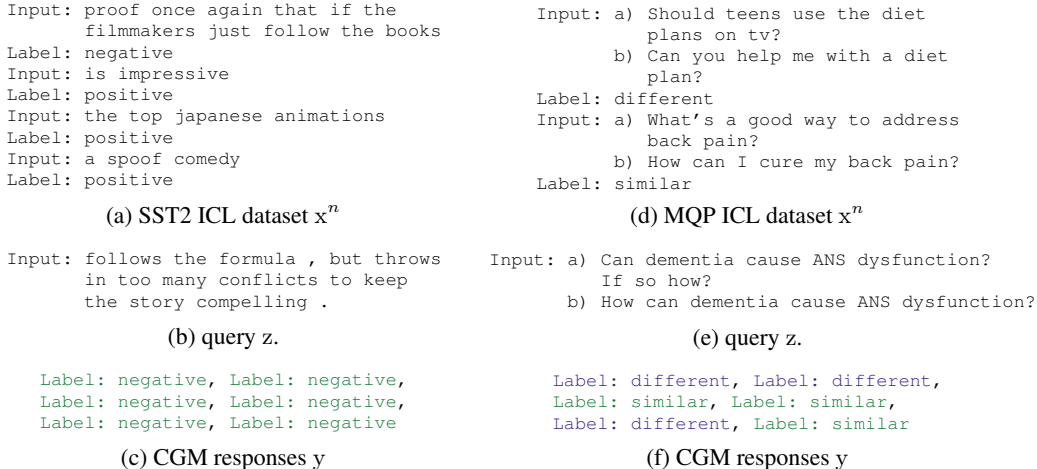 Input: proof once again that if the
filmmakers just follow the books
Label: negative
Input: is impressive
Label: positive
Input: the top japanese animations
Label: positive
Input: a spoof comedy
Label: positive
(a) SST2 ICL dataset xⁿ
Input: follows the formula , but throws
in too many conflicts to keep
the story compelling .
(b) query z.
Label: negative, Label: negative,
Label: negative, Label: negative,
Label: negative, Label: negative
(c) CGM responses y
Input: a) Should teens use the diet
plans on tv?
b) Can you help me with a diet
plan?
Label: different
Input: a) What's a good way to address
back pain?
b) How can I cure my back pain?
Label: similar
(d) MQP ICL dataset xⁿ
Input: a) Can dementia cause ANS dysfunction?
If so how?
b) How can dementia cause ANS dysfunction?
(e) query z.
Label: different, Label: different,
Label: similar, Label: similar,
Label: different, Label: similar
(f) CGM responses y